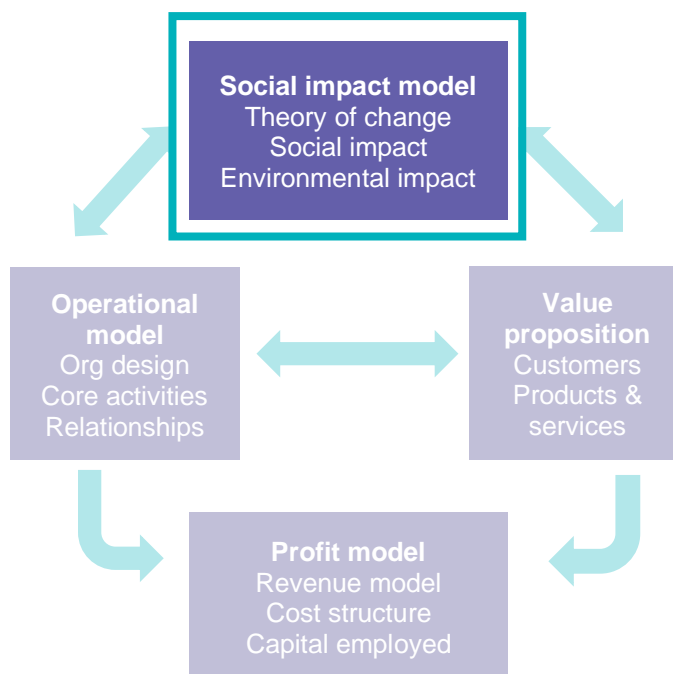 Social impact model
Theory of change
Social impact
Environmental impact
Operational
model
Org design
Core activities
Relationships
Value
proposition
Customers
Products &
services
Profit model
Revenue model
Cost structure
Capital employed